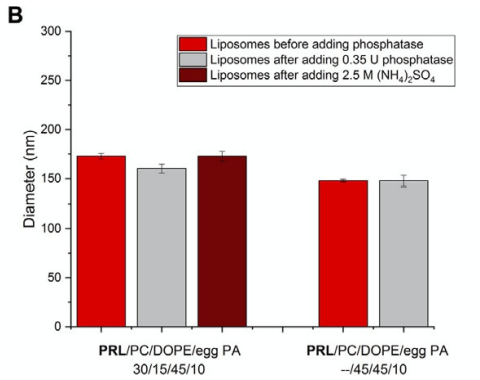 B
300
250
200
150
100
50
0
Diameter (nm)
Liposomes before adding phosphatase
Liposomes after adding 0.35 U phosphatase
Liposomes after adding 2.5 M (NH₄)₂SO₄
PRL/PC/DOPE/egg PA
30/15/45/10
PRL/PC/DOPE/egg PA
--/45/45/10